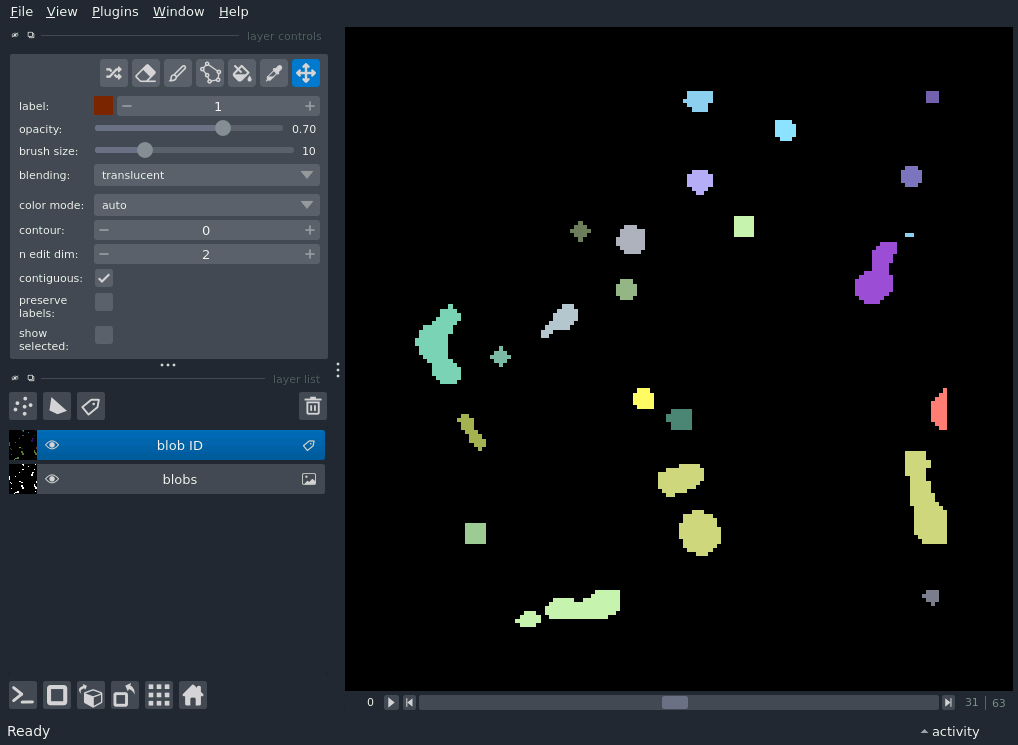 File View Plugins Window Help
layer controls
label: 1
opacity: 0.70
brush size: 10
blending: translucent
color mode: auto
contour: 0
n edit dim: 2
contiguous:
preserve
labels:
show
selected:
layer list
blob ID
blobs
0 31 | 63
Ready activity